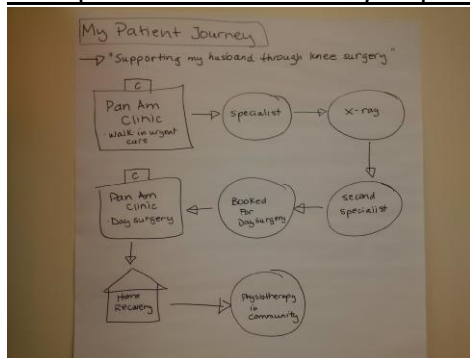 My Patient Journey
"Supporting my husband through knee surgery"
C
Pan Am
Clinic
·walk in urgent
care
specialist
x-ray
second
specialist
Booked
For
Day surgery
C
Pan Am
Clinic
·Day surgery
Home
Recovery
Physiotherapy
in
community